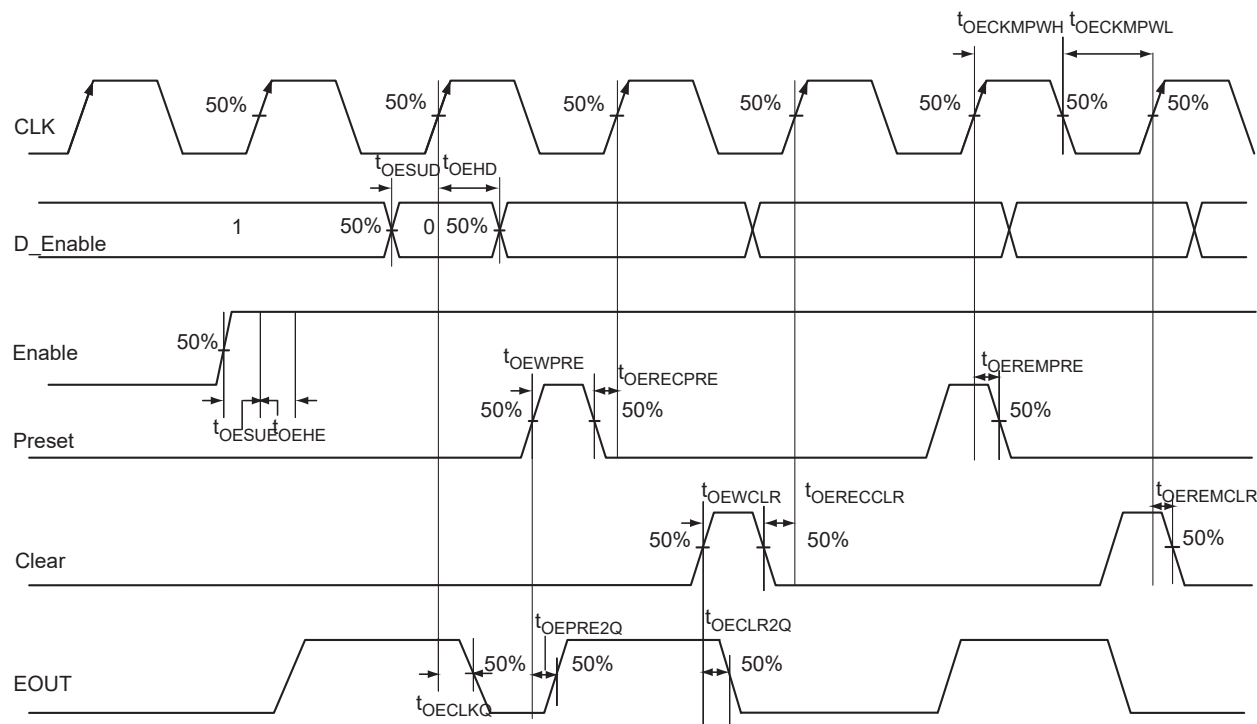 tOECKMPWH tOECKMPWL
CLK 50% 50% 50% 50% 50% 50% 50%
tOESUD tOEHD
D_Enable 1 50% 0 50%
Enable 50%
tOESUE tOEHE
tOEWPRE tOERECPRE tOEREMPRE
Preset 50% 50% 50%
tOEWCLR tOERECCLR tOEREMCLR
Clear 50% 50% 50%
tOEPRE2Q tOECLR2Q
EOUT 50% 50% 50%
tOECLKQ